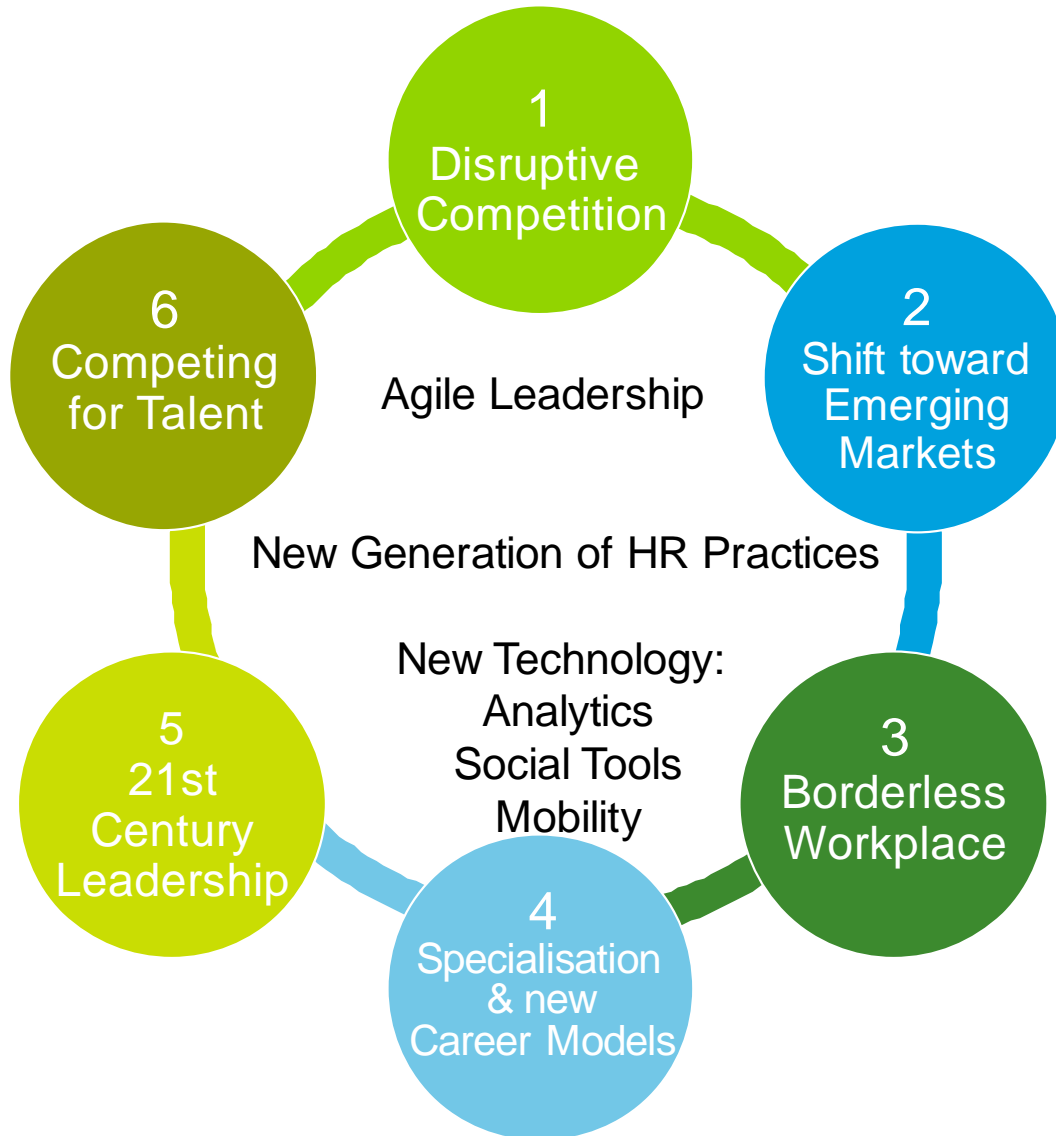 1
Disruptive
Competition
2
Shift toward
Emerging
Markets
3
Borderless
Workplace
4
Specialisation
& new
Career Models
5
21st
Century
Leadership
6
Competing
for Talent
Agile Leadership
New Generation of HR Practices
New Technology:
Analytics
Social Tools
Mobility